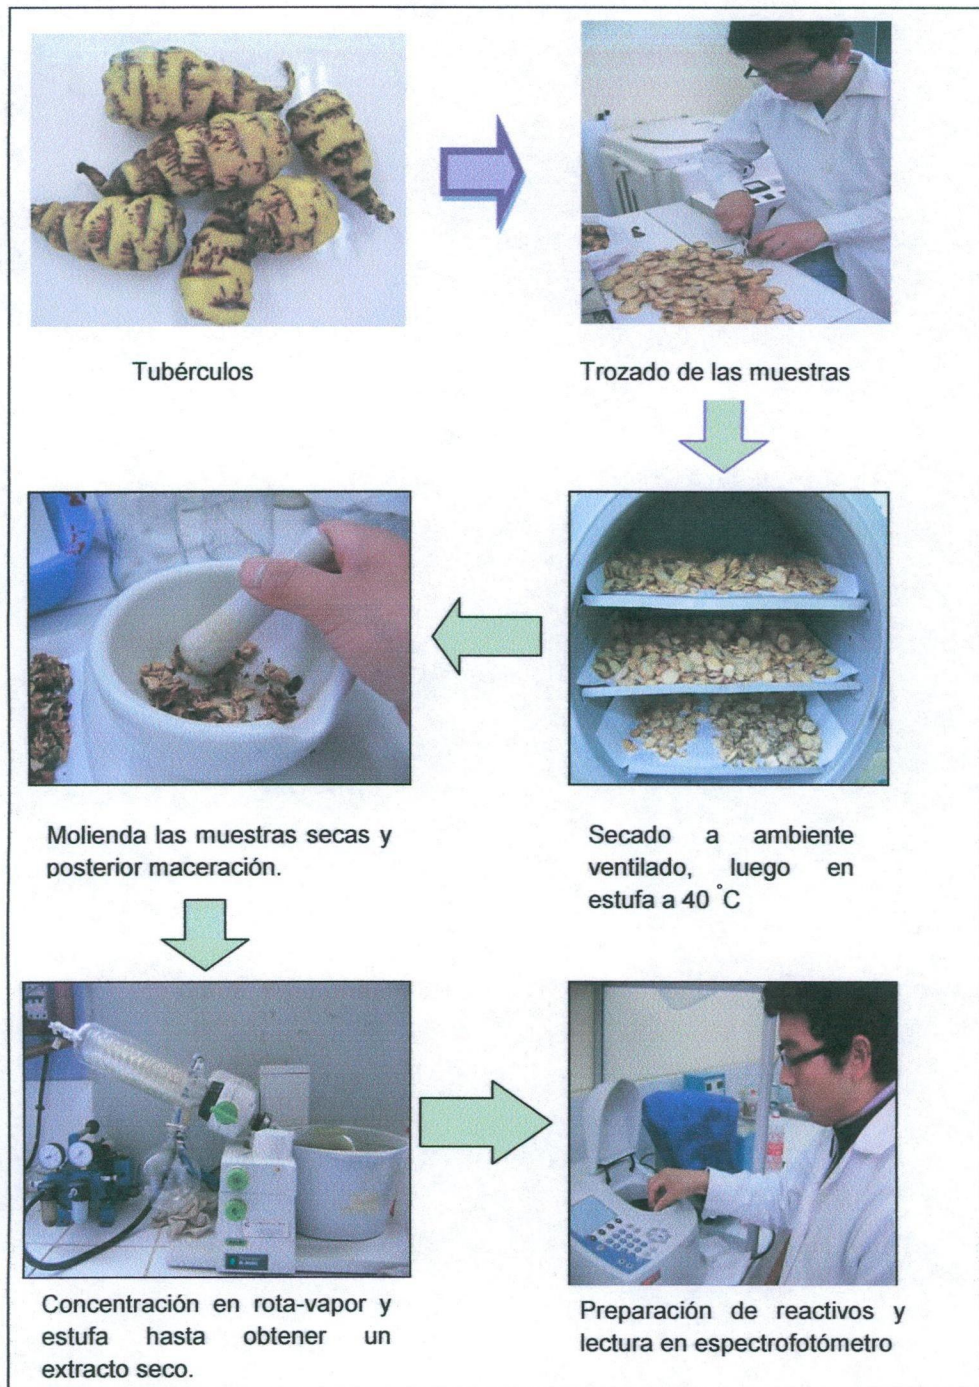 Tubérculos
Trozado de las muestras
Secado a ambiente
ventilado, luego en
estufa a 40 °C
Molienda las muestras secas y
posterior maceración.
Concentración en rota-vapor y
estufa hasta obtener un
extracto seco.
Preparación de reactivos y
lectura en espectrofotómetro